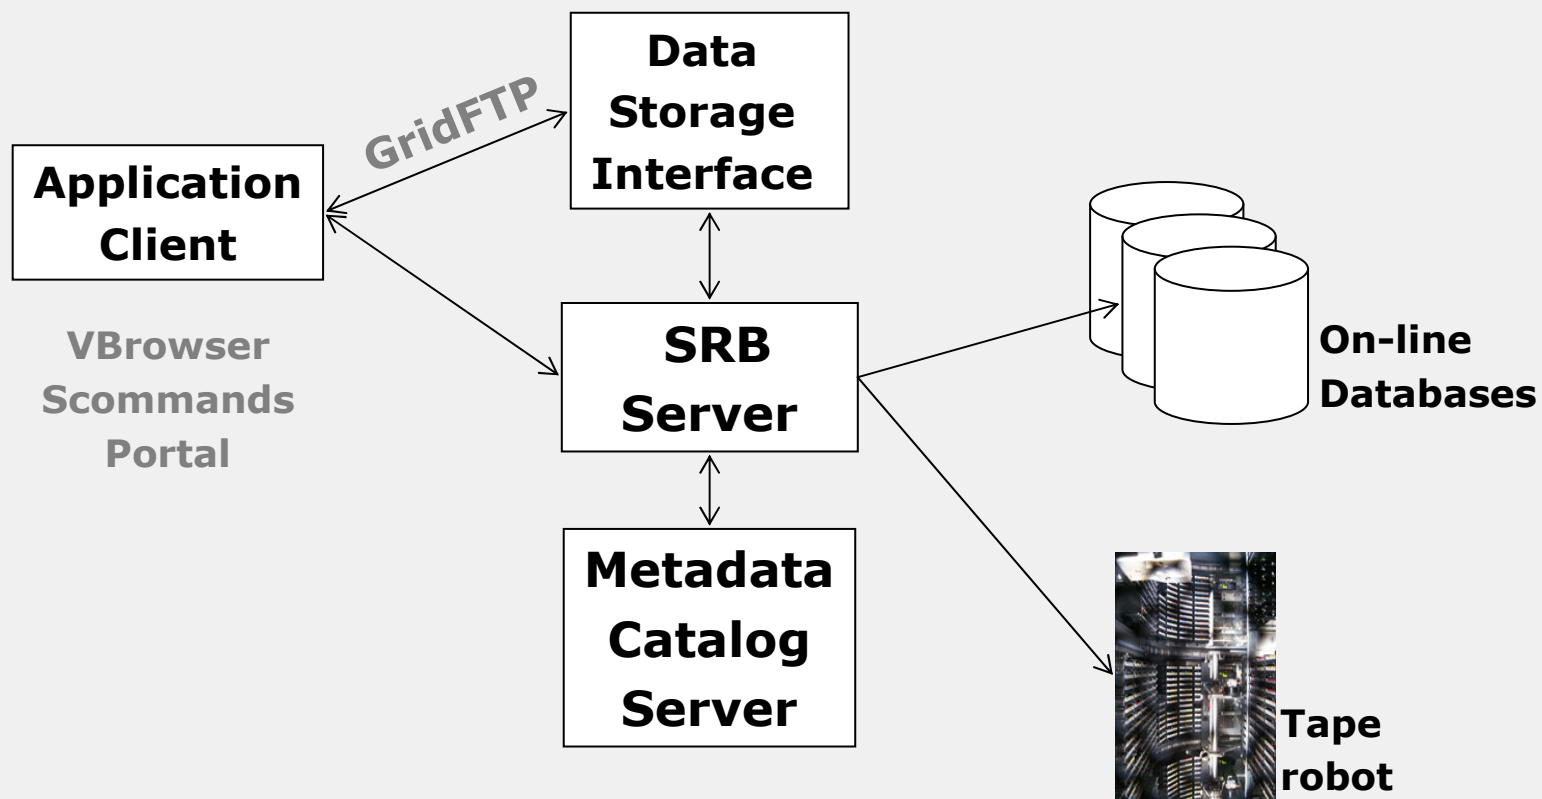 Data
Storage
Interface
GridFTP
Application
Client
VBrowser
Scommands
Portal
SRB
Server
On-line
Databases
Metadata
Catalog
Server
Tape
robot